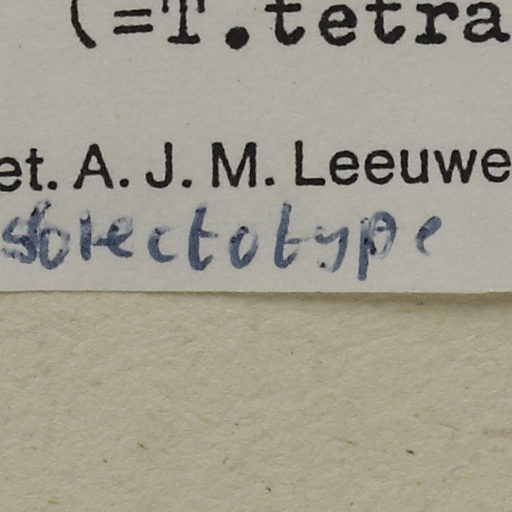 (=T.tetra
et. A. J. M. Leeuwe
isolectotype